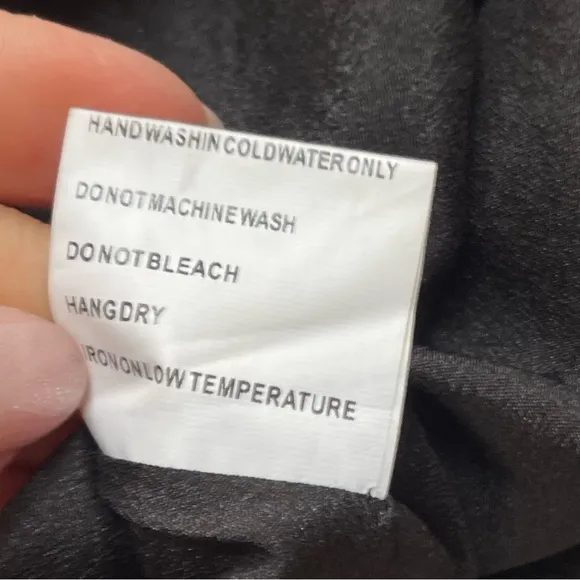 HANDWASHIN COLDWATERONLY
DONOTMACHINEWASH
DONOTBLEACH
HANGDRY
IRONONLOW TEMPERATURE